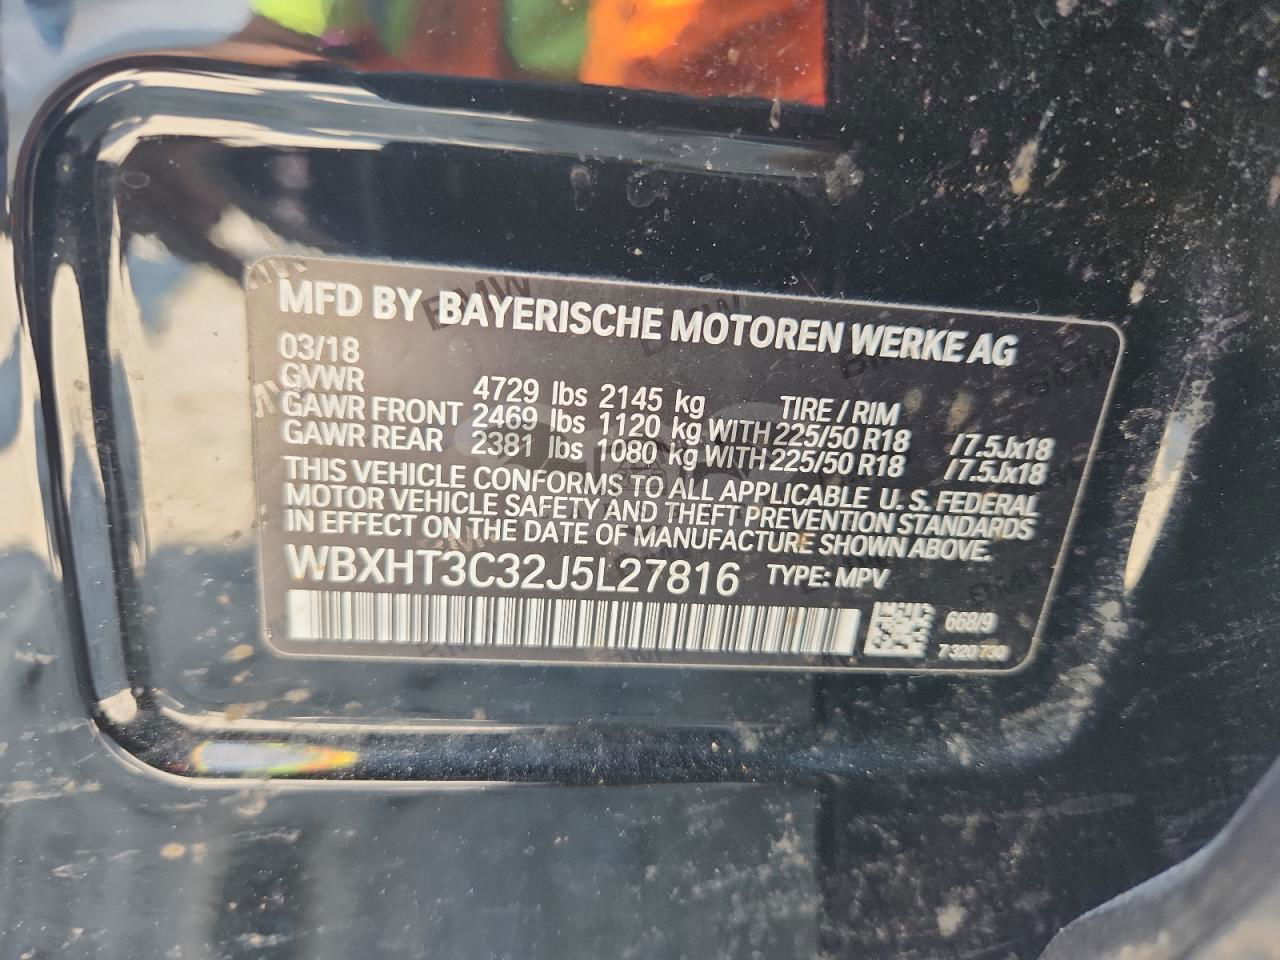 MFD BY BAYERISCHE MOTOREN WERKE AG
03/18
GVWR 4729 lbs 2145 kg TIRE / RIM
GAWR FRONT 2469 lbs 1120 kg WITH 225/50 R18 /7.5Jx18
GAWR REAR 2381 lbs 1080 kg WITH 225/50 R18 /7.5Jx18
THIS VEHICLE CONFORMS TO ALL APPLICABLE U.S. FEDERAL
MOTOR VEHICLE SAFETY AND THEFT PREVENTION STANDARDS
IN EFFECT ON THE DATE OF MANUFACTURE SHOWN ABOVE.
WBXHT3C32J5L27816 TYPE: MPV
668/9
7 320 730